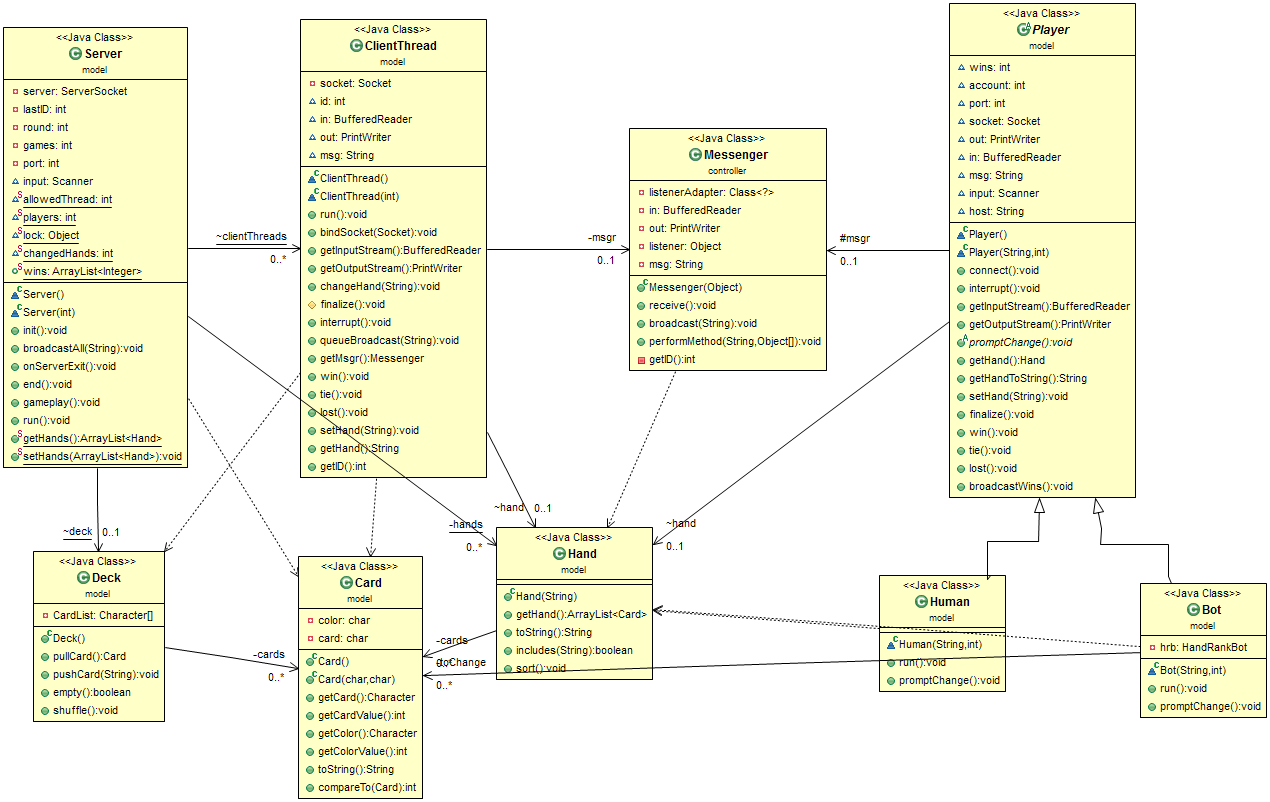 <<Java Class>>
Server
model
server: ServerSocket
lastID: int
round: int
games: int
port: int
input: Scanner
allowedThread: int
players: int
lock: Object
changedHands: int
wins: ArrayList<Integer>
Server()
Server(int)
init():void
broadcastAll(String):void
onServerExit():void
end():void
gameplay():void
run():void
getHands():ArrayList<Hand>
setHands(ArrayList<Hand>):void
~clientThreads
0..*
<<Java Class>>
ClientThread
model
socket: Socket
id: int
in: BufferedReader
out: PrintWriter
msg: String
ClientThread()
ClientThread(int)
run():void
bindSocket(Socket):void
getInputStream():BufferedReader
getOutputStream():PrintWriter
changeHand(String):void
finalize():void
interrupt():void
queueBroadcast(String):void
getMsgr():Messenger
win():void
tie():void
lost():void
setHand(String):void
getHand():String
getID():int
-msgr
0..1
<<Java Class>>
Messenger
controller
listenerAdapter: Class<?>
in: BufferedReader
out: PrintWriter
listener: Object
msg: String
Messenger(Object)
receive():void
broadcast(String):void
performMethod(String,Object[]):void
getID():int
#msgr
0..1
<<Java Class>>
Player
model
wins: int
account: int
port: int
socket: Socket
out: PrintWriter
in: BufferedReader
msg: String
input: Scanner
host: String
Player()
Player(String,int)
connect():void
interrupt():void
getInputStream():BufferedReader
getOutputStream():PrintWriter
promptChange():void
getHand():Hand
getHandToString():String
setHand(String):void
finalize():void
win():void
tie():void
lost():void
broadcastWins():void
~deck
0..1
-hands
0..*
~hand
0..1
~hand
0..1
<<Java Class>>
Deck
model
CardList: Character[]
Deck()
pullCard():Card
pushCard(String):void
empty():boolean
shuffle():void
-cards
0..*
<<Java Class>>
Card
model
color: char
card: char
Card()
Card(char,char)
getCard():Character
getCardValue():int
getColor():Character
getColorValue():int
toString():String
compareTo(Card):int
-cards
~toChange
0..*
<<Java Class>>
Hand
model
Hand(String)
getHand():ArrayList<Card>
toString():String
includes(String):boolean
sort():void
<<Java Class>>
Human
model
Human(String,int)
run():void
promptChange():void
<<Java Class>>
Bot
model
hrb: HandRankBot
Bot(String,int)
run():void
promptChange():void